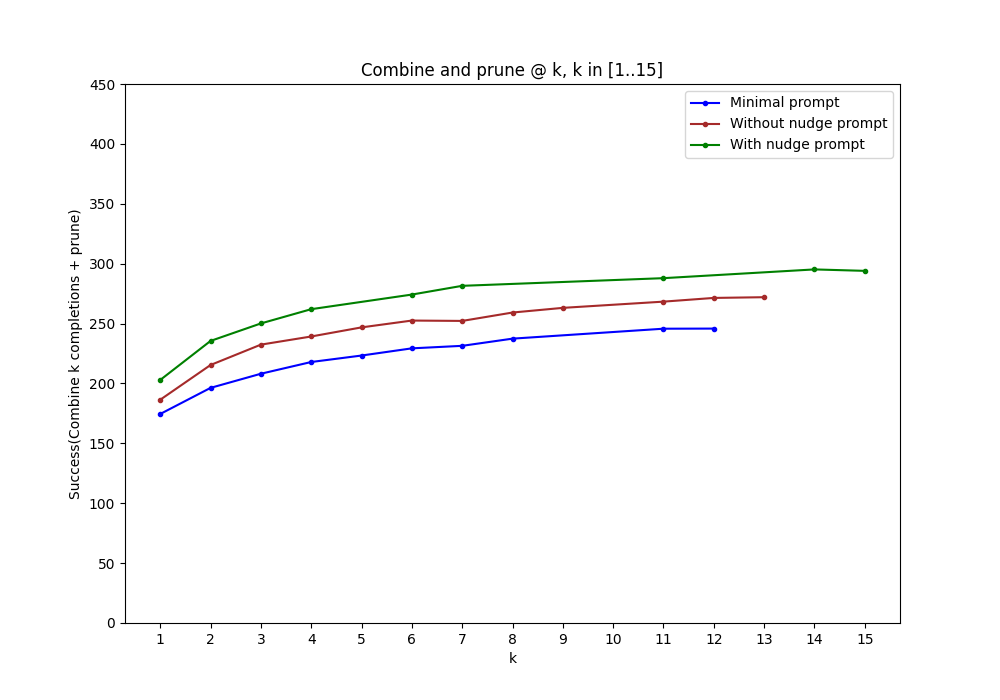 Combine and prune @ k, k in [1..15]
Minimal prompt
Without nudge prompt
With nudge prompt
Success(Combine k completions + prune)
450
400
350
300
250
200
150
100
50
0
1 2 3 4 5 6 7 8 9 10 11 12 13 14 15
k